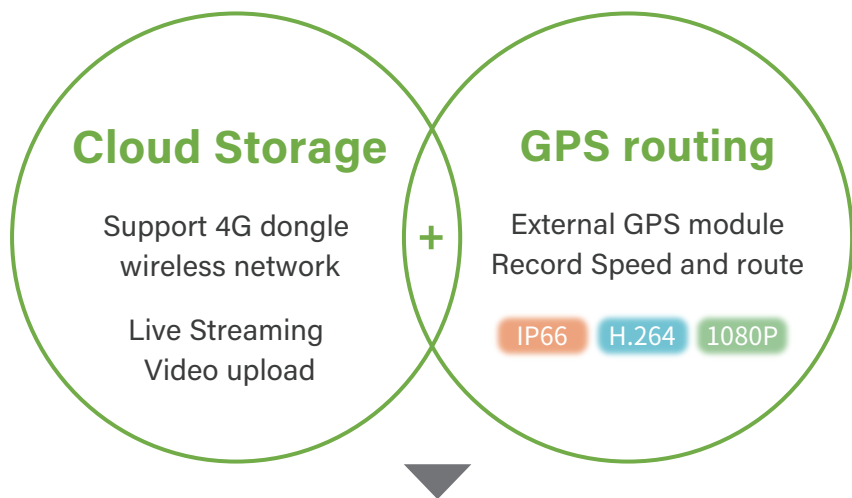 Cloud Storage
Support 4G dongle
wireless network
Live Streaming
Video upload
+
GPS routing
External GPS module
Record Speed and route
IP66 H.264 1080P